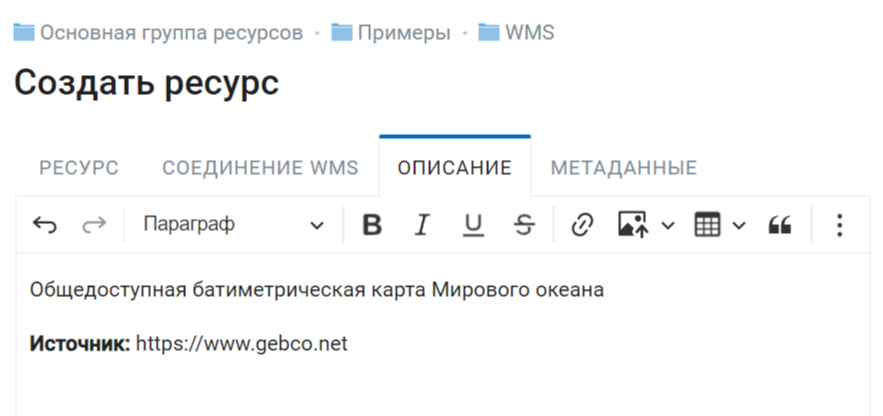 Основная группа ресурсов · Примеры · WMS
Создать ресурс
РЕСУРС СОЕДИНЕНИЕ WMS ОПИСАНИЕ МЕТАДАННЫЕ
Параграф B I U S
Общедоступная батиметрическая карта Мирового океана
Источник: https://www.gebco.net